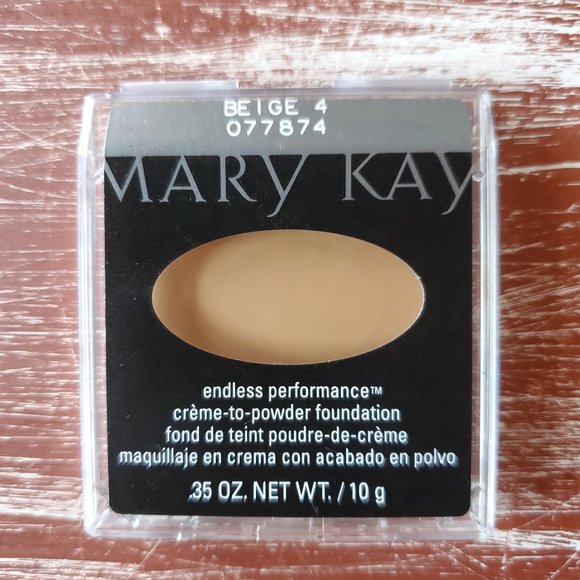 BEIGE 4
077874
MARY KAY
endless performance™
crème-to-powder foundation
fond de teint poudre-de-crème
maquillaje en crema con acabado en polvo
.35 OZ. NET WT. / 10 g